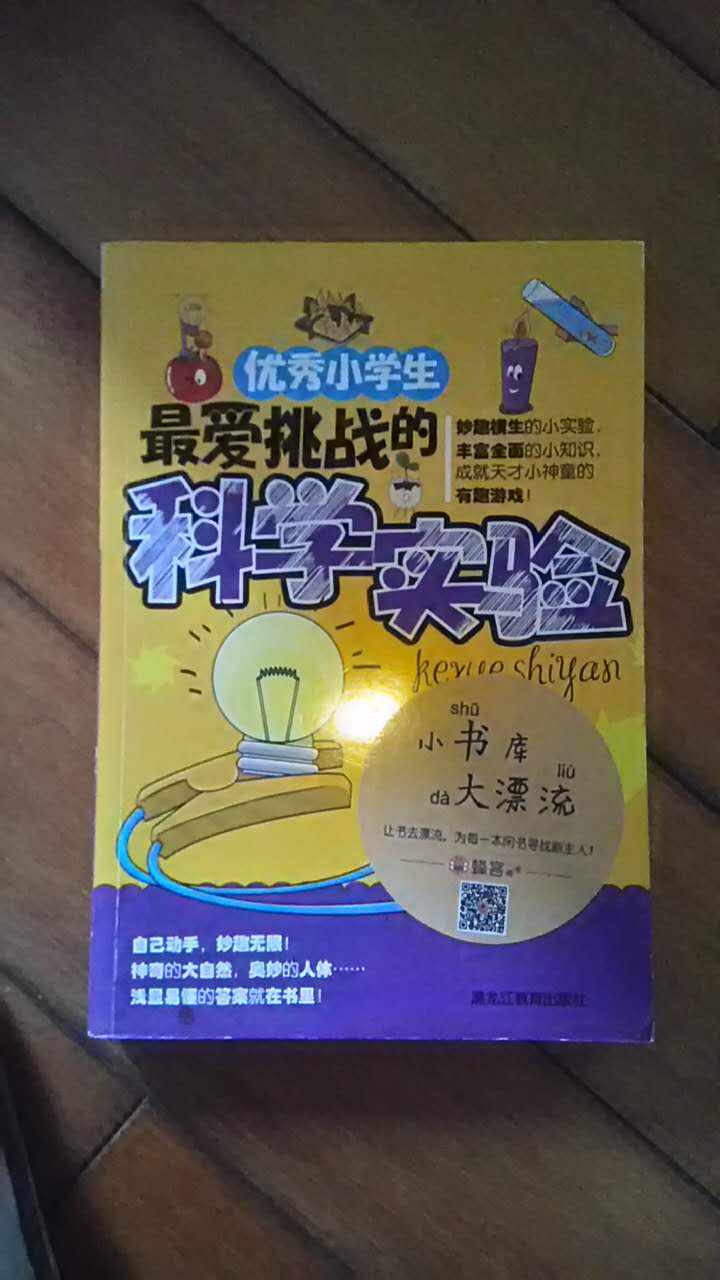 优秀小学生
最爱挑战的
妙趣横生的小实验，
丰富全面的小知识，
成就天才小神童的
有趣游戏！
科学实验
kexue shiyan
shū
小书库
liú
dà
大漂流
让书去漂流，为每一本闲书寻找新主人！
蜂窝
自己动手，妙趣无限！
神奇的大自然，奥妙的人体……
浅显易懂的答案就在书里！
黑龙江教育出版社